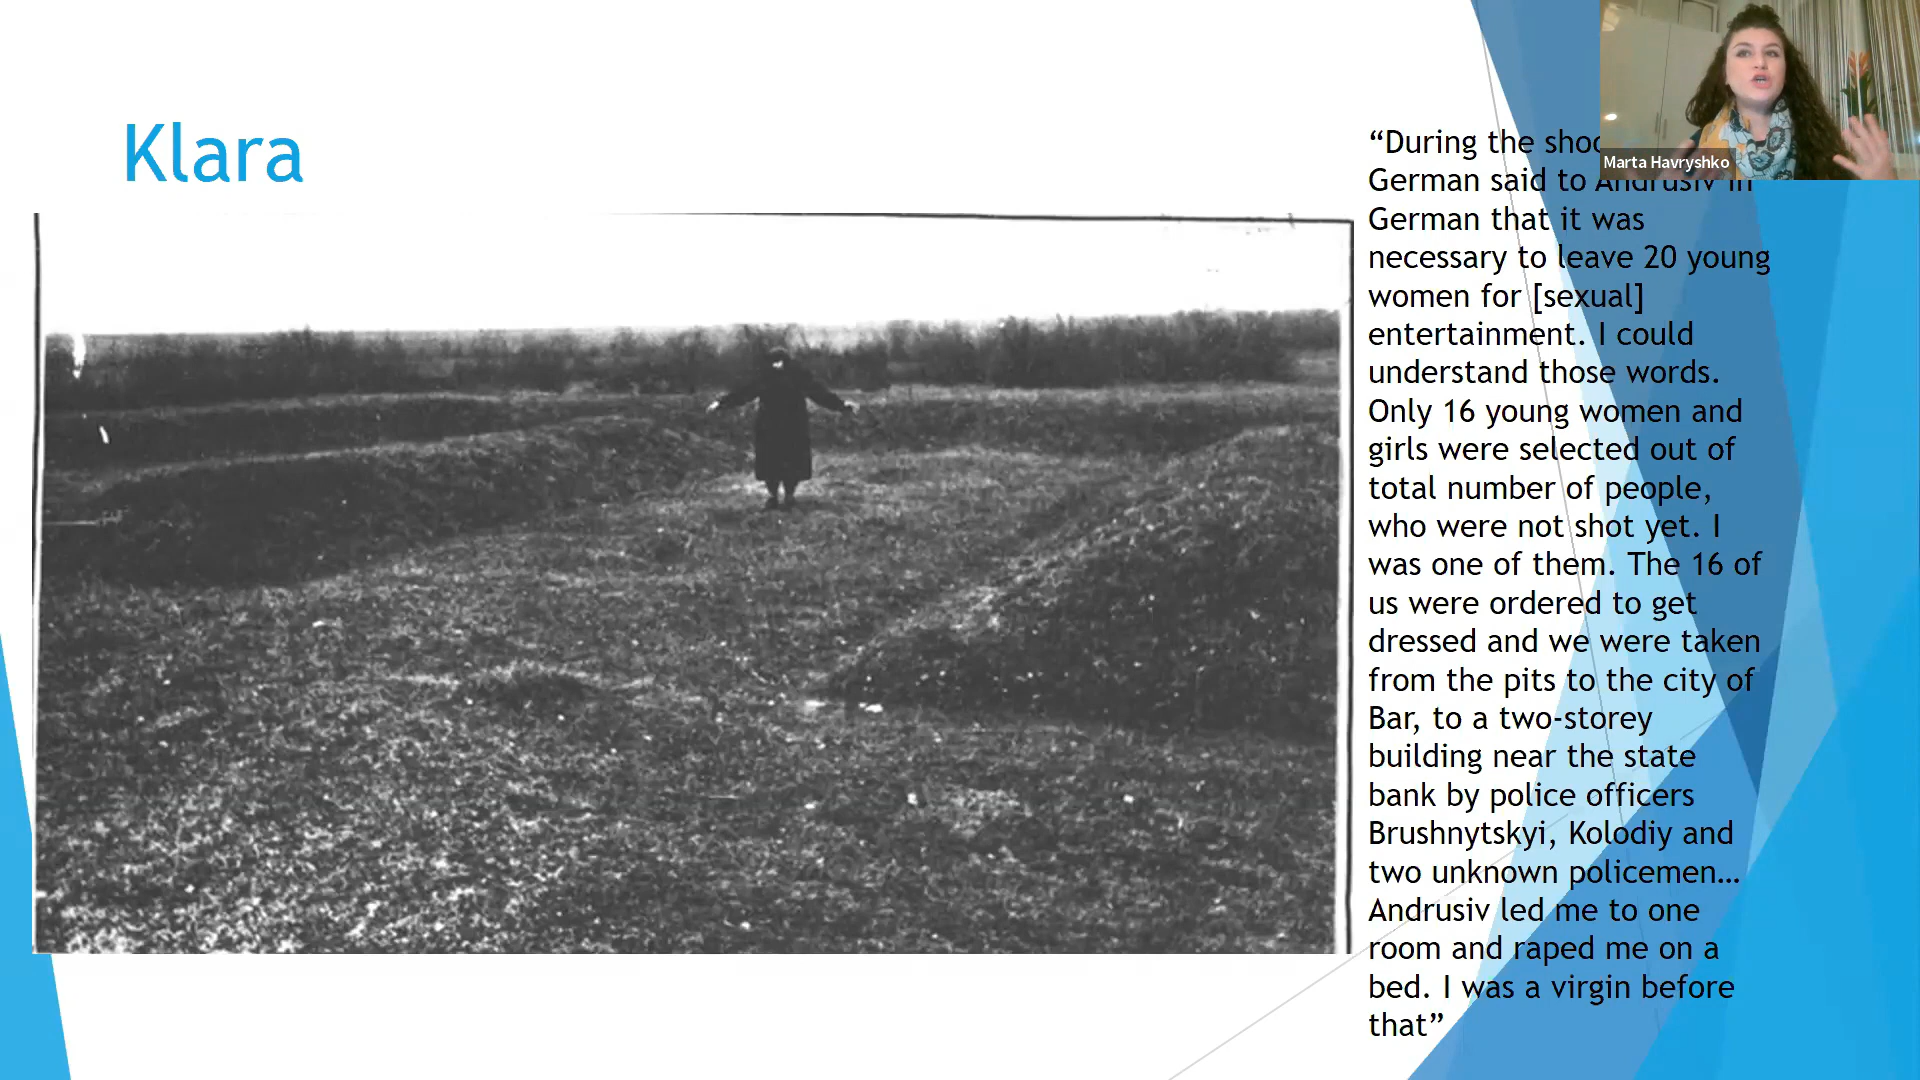 Klara
“During the
German said to Andrusiv in
German that it was
necessary to leave 20 young
women for [sexual]
entertainment. I could
understand those words.
Only 16 young women and
girls were selected out of
total number of people,
who were not shot yet. I
was one of them. The 16 of
us were ordered to get
dressed and we were taken
from the pits to the city of
Bar, to a two-storey
building near the state
bank by police officers
Brushnytskyi, Kolodiy and
two unknown policemen…
Andrusiv led me to one
room and raped me on a
bed. I was a virgin before
that”
Marta Havryshko